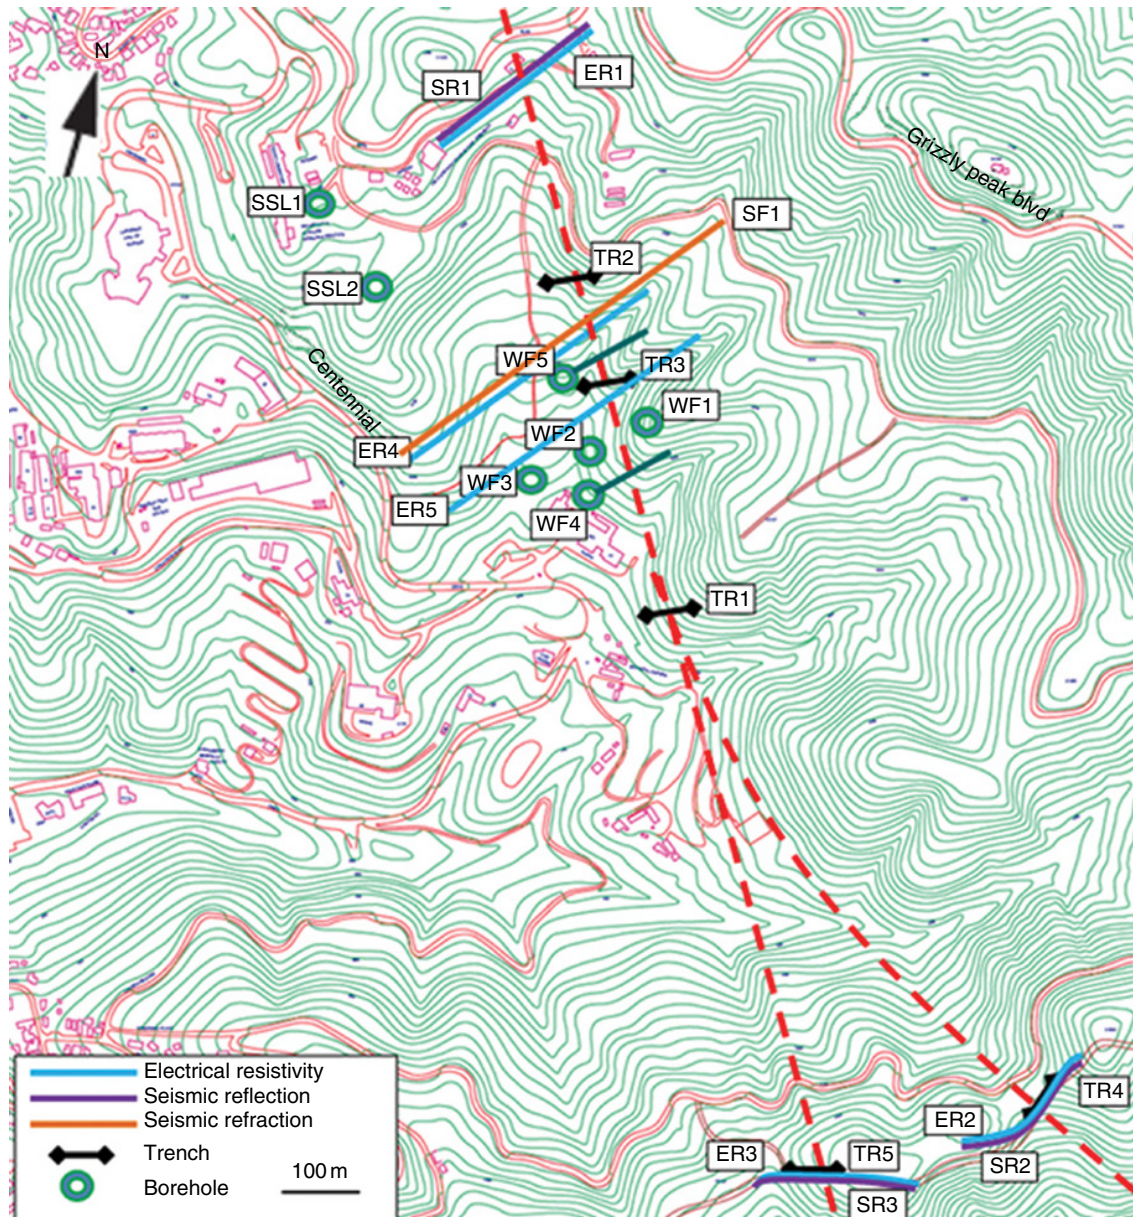 N
SR1
ER1
Grizzly peak blvd
SSL1
SF1
TR2
SSL2
Centennial
WF5
TR3
WF1
WF2
ER4
WF3
ER5
WF4
TR1
TR4
ER2
ER3
TR5
SR2
SR3
Electrical resistivity
Seismic reflection
Seismic refraction
Trench
100 m
Borehole